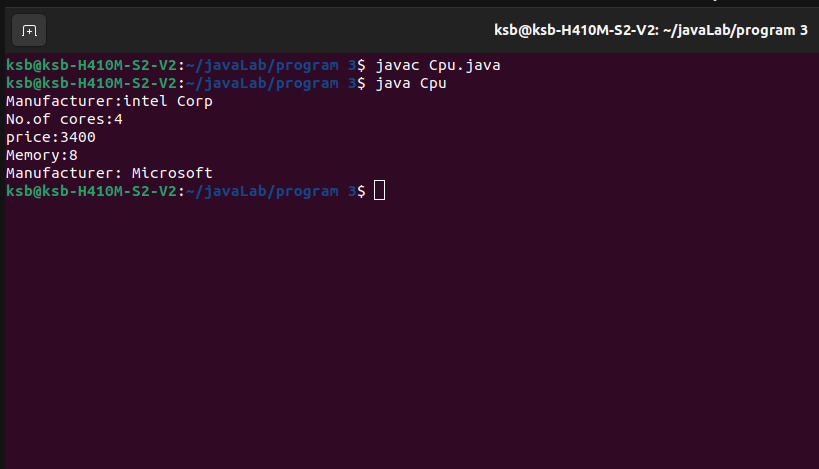 ksb@ksb-H410M-S2-V2: ~/javaLab/program 3
ksb@ksb-H410M-S2-V2:~/javaLab/program 3$ javac Cpu.java
ksb@ksb-H410M-S2-V2:~/javaLab/program 3$ java Cpu
Manufacturer:intel Corp
No.of cores:4
price:3400
Memory:8
Manufacturer: Microsoft
ksb@ksb-H410M-S2-V2:~/javaLab/program 3$